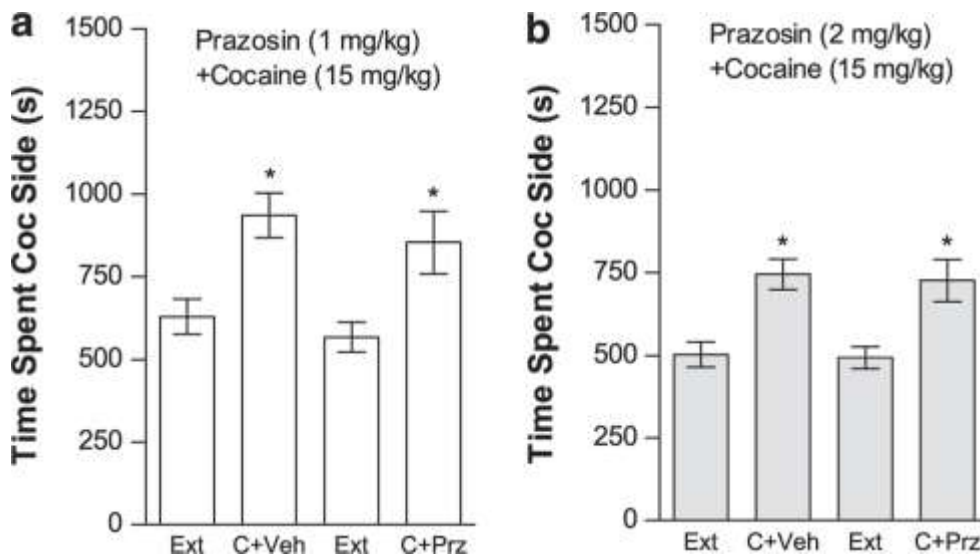 a
Prazosin (1 mg/kg)
+Cocaine (15 mg/kg)
Time Spent Coc Side (s)
1500
1250
1000
750
500
250
0
*
*
Ext C+Veh Ext C+Prz
b
Prazosin (2 mg/kg)
+Cocaine (15 mg/kg)
Time Spent Coc Side (s)
1500
1250
1000
750
500
250
0
*
*
Ext C+Veh Ext C+Prz